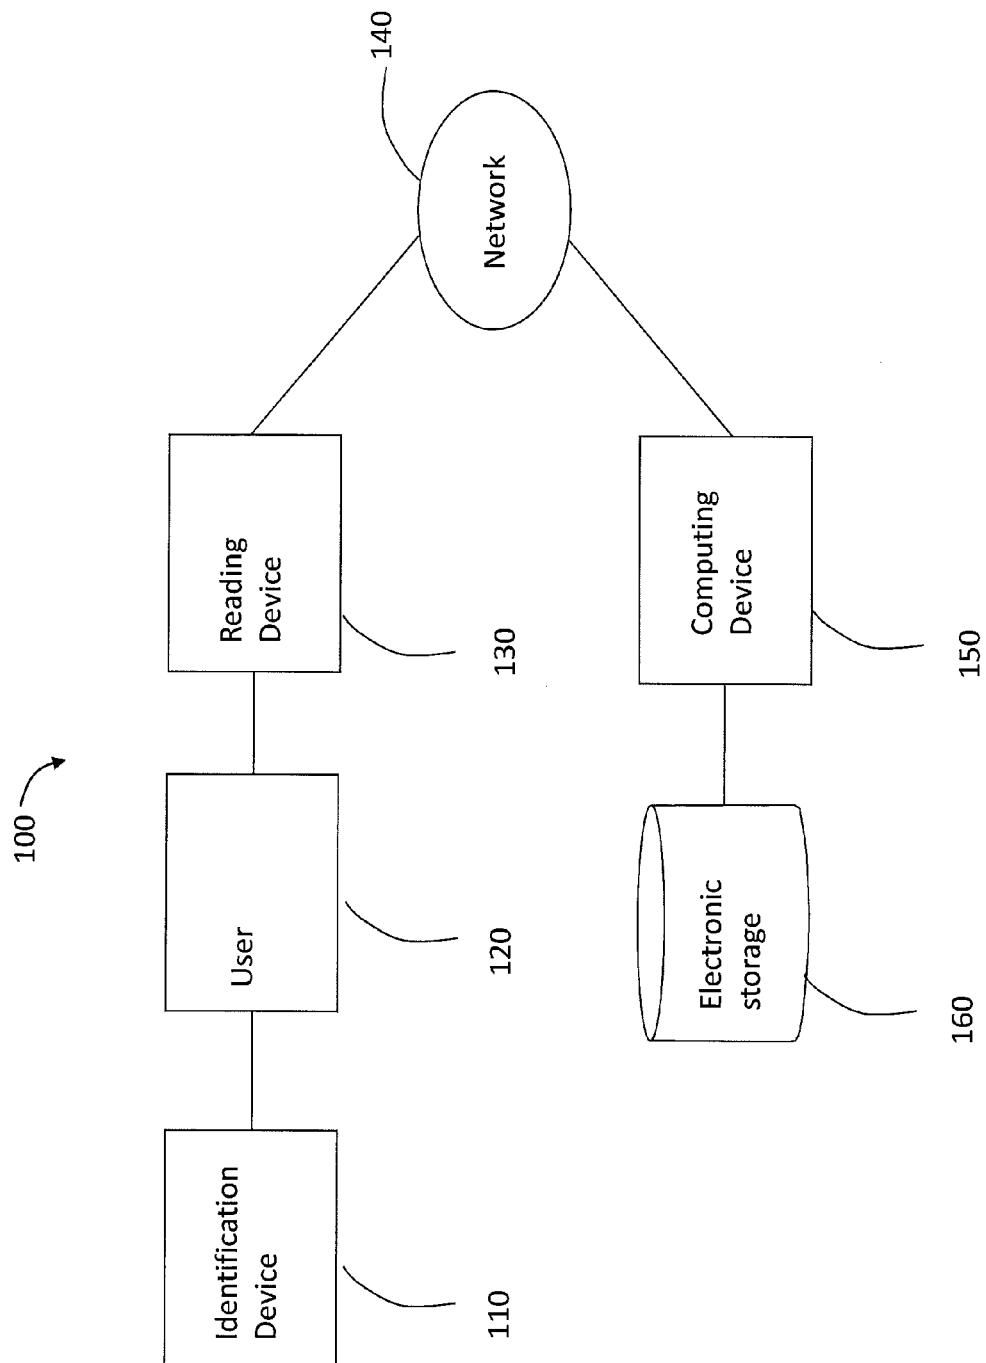 100
Identification
Device
110
User
120
Reading
Device
130
Network
140
Electronic
storage
160
Computing
Device
150